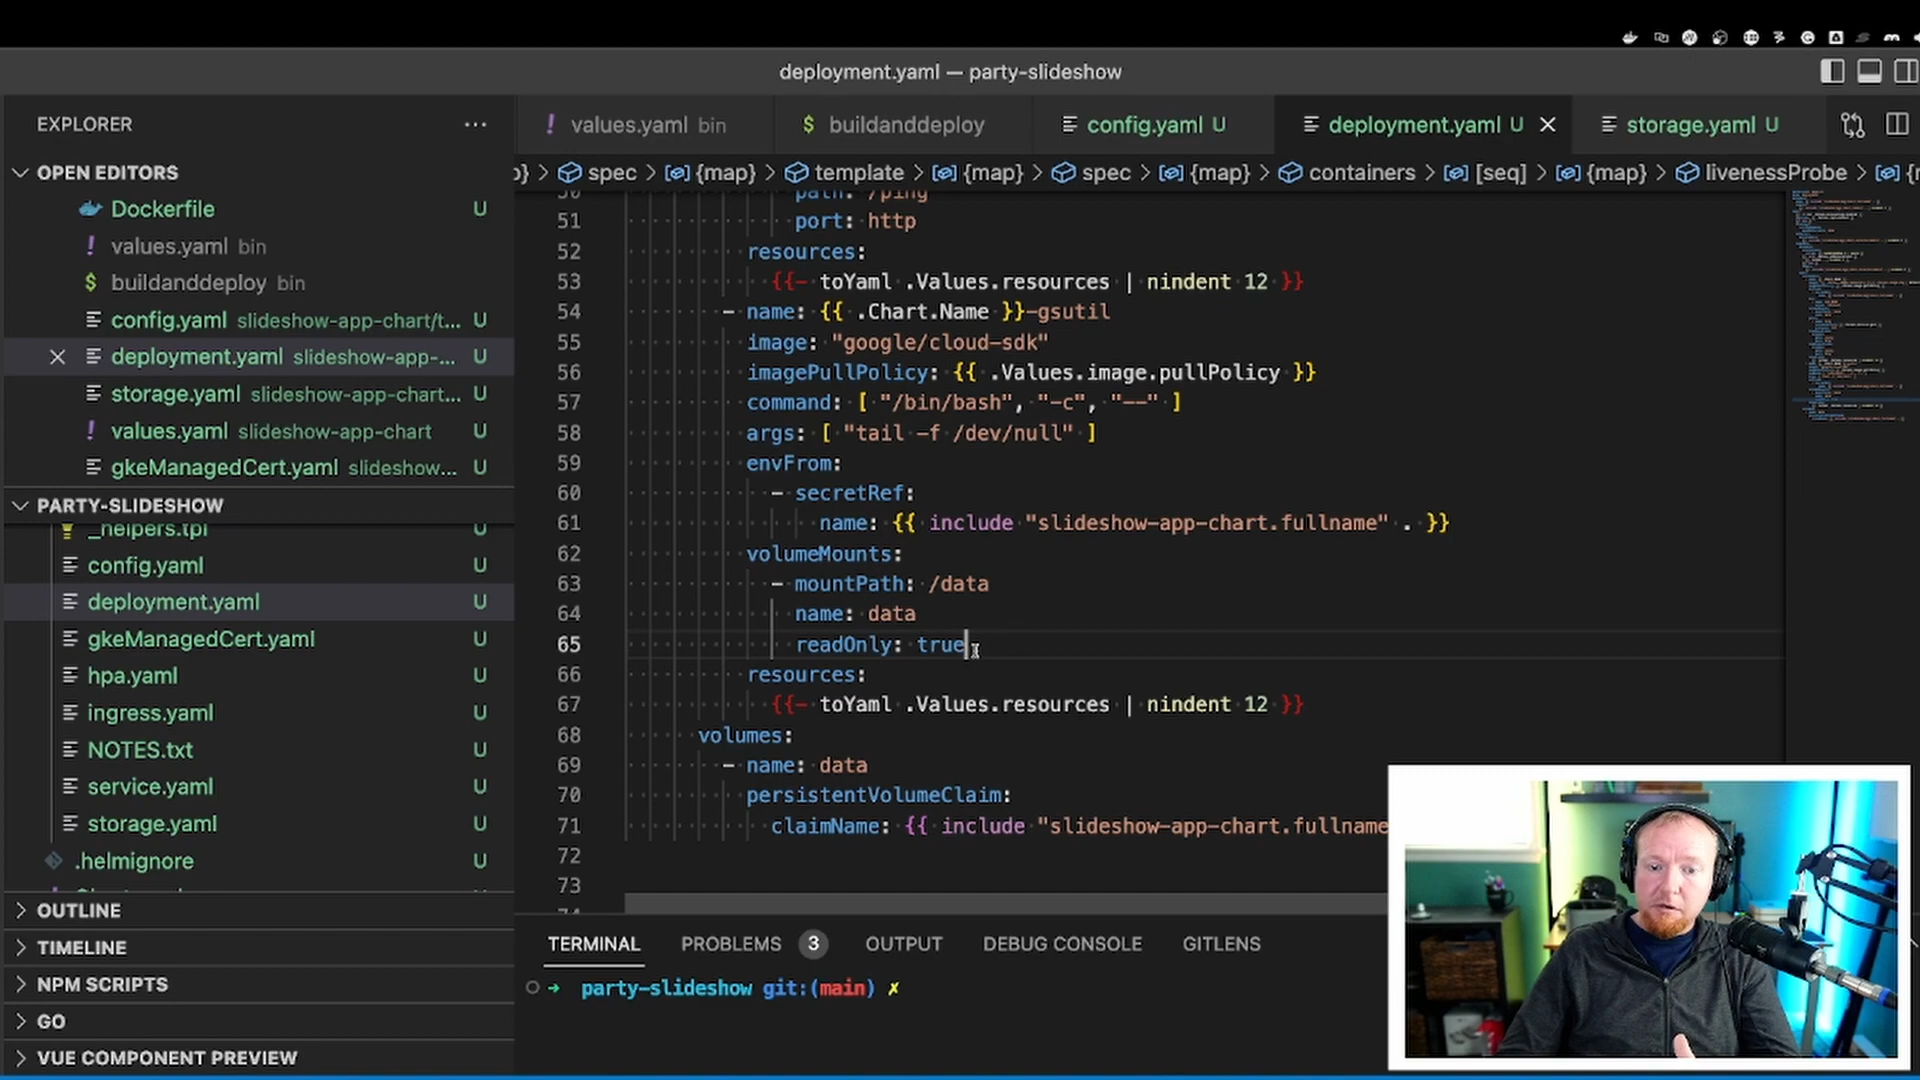 deployment.yaml — party-slideshow
EXPLORER
values.yaml bin
buildanddeploy
config.yaml U
deployment.yaml U
storage.yaml U
OPEN EDITORS
spec > {map} > template > {map} > spec > {map} > containers > [seq] > {map} > livenessProbe >
Dockerfile U
values.yaml bin
buildanddeploy bin
config.yaml slideshow-app-chart/t... U
deployment.yaml slideshow-app-... U
storage.yaml slideshow-app-chart... U
values.yaml slideshow-app-chart U
gkeManagedCert.yaml slideshow... U
PARTY-SLIDESHOW
_helpers.tpl U
config.yaml U
deployment.yaml U
gkeManagedCert.yaml U
hpa.yaml U
ingress.yaml U
NOTES.txt U
service.yaml U
storage.yaml U
.helmignore U
OUTLINE
TIMELINE
NPM SCRIPTS
GO
VUE COMPONENT PREVIEW
50 path: /ping
51 port: http
52 resources:
53 {{- toYaml .Values.resources | nindent 12 }}
54 - name: {{ .Chart.Name }}-gsutil
55 image: "google/cloud-sdk"
56 imagePullPolicy: {{ .Values.image.pullPolicy }}
57 command: [ "/bin/bash", "-c", "--" ]
58 args: [ "tail -f /dev/null" ]
59 envFrom:
60 - secretRef:
61 name: {{ include "slideshow-app-chart.fullname" . }}
62 volumeMounts:
63 - mountPath: /data
64 name: data
65 readOnly: true
66 resources:
67 {{- toYaml .Values.resources | nindent 12 }}
68 volumes:
69 - name: data
70 persistentVolumeClaim:
71 claimName: {{ include "slideshow-app-chart.fullname
72
73
74
TERMINAL PROBLEMS 3 OUTPUT DEBUG CONSOLE GITLENS
party-slideshow git:(main) ✗